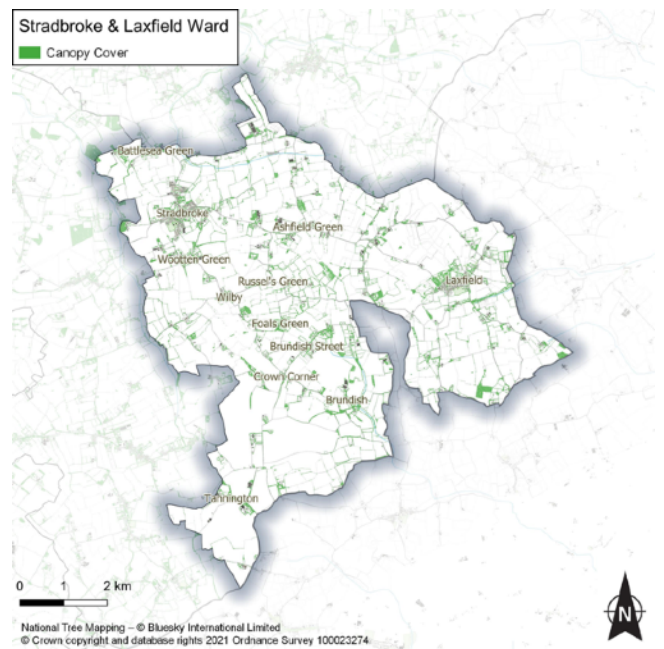 Stradbroke & Laxfield Ward
Canopy Cover
Battlesea Green
Stradbroke
Ashfield Green
Wootten Green
Russel's Green
Laxfield
Wilby
Foals Green
Brundish Street
Crown Corner
Brundish
Tannington
0 1 2 km
N
National Tree Mapping – © Bluesky International Limited
© Crown copyright and database rights 2021 Ordnance Survey 100023274